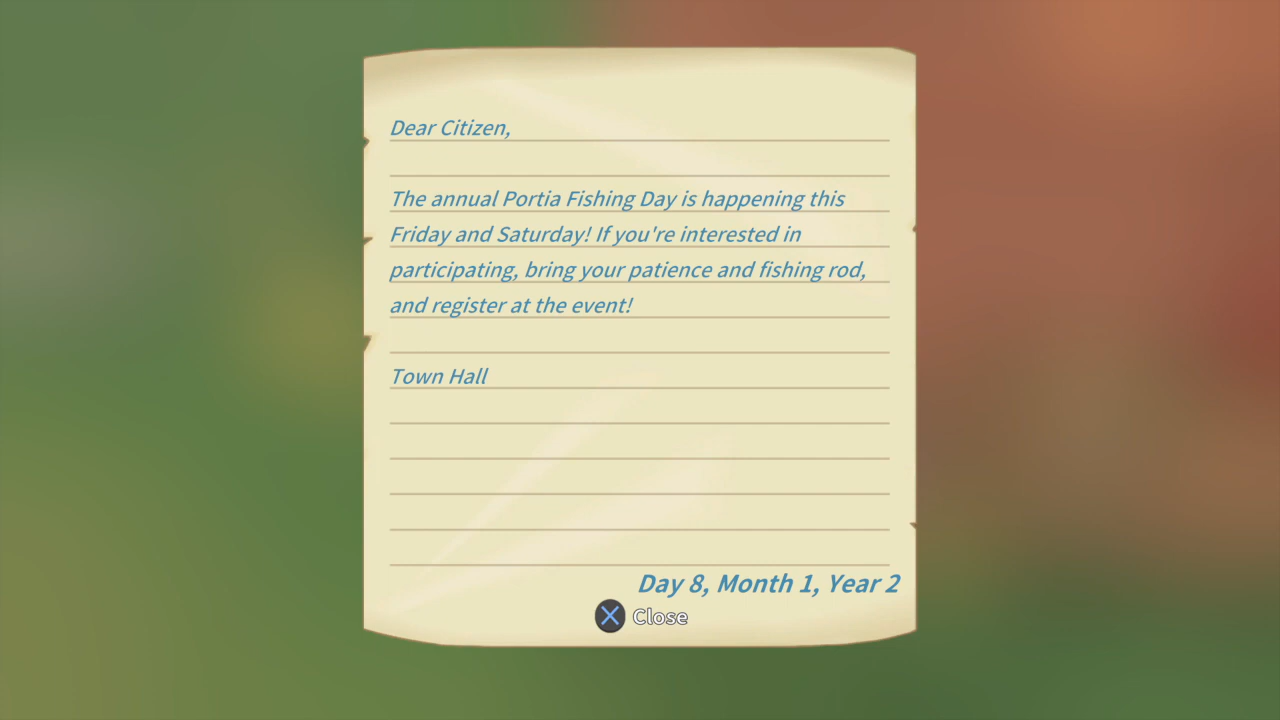 Dear Citizen,
The annual Portia Fishing Day is happening this
Friday and Saturday! If you're interested in
participating, bring your patience and fishing rod,
and register at the event!
Town Hall
Day 8, Month 1, Year 2
Close